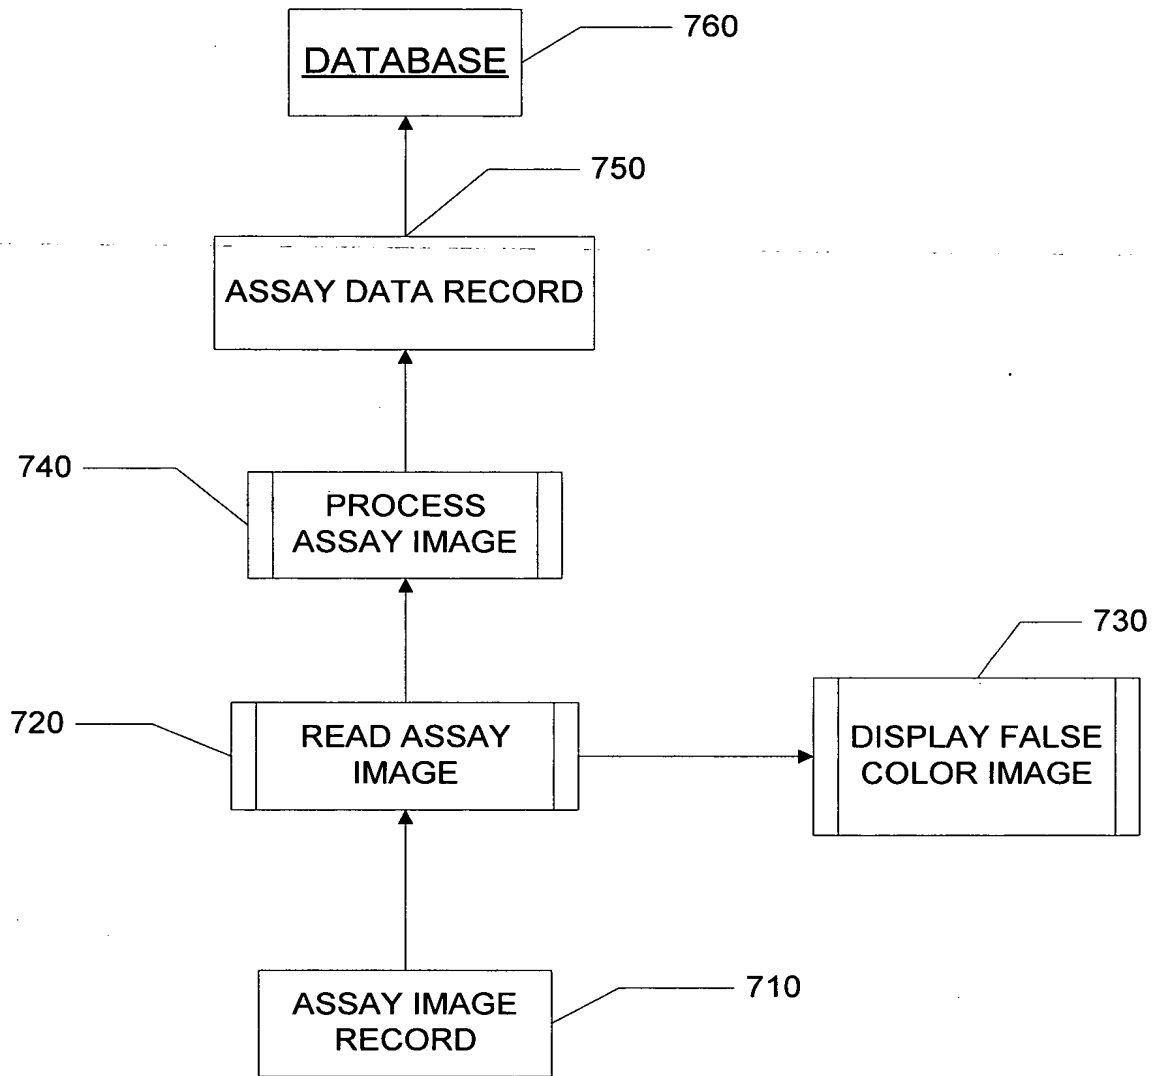 760
DATABASE
750
ASSAY DATA RECORD
740
PROCESS
ASSAY IMAGE
730
720
READ ASSAY
IMAGE
DISPLAY FALSE
COLOR IMAGE
710
ASSAY IMAGE
RECORD